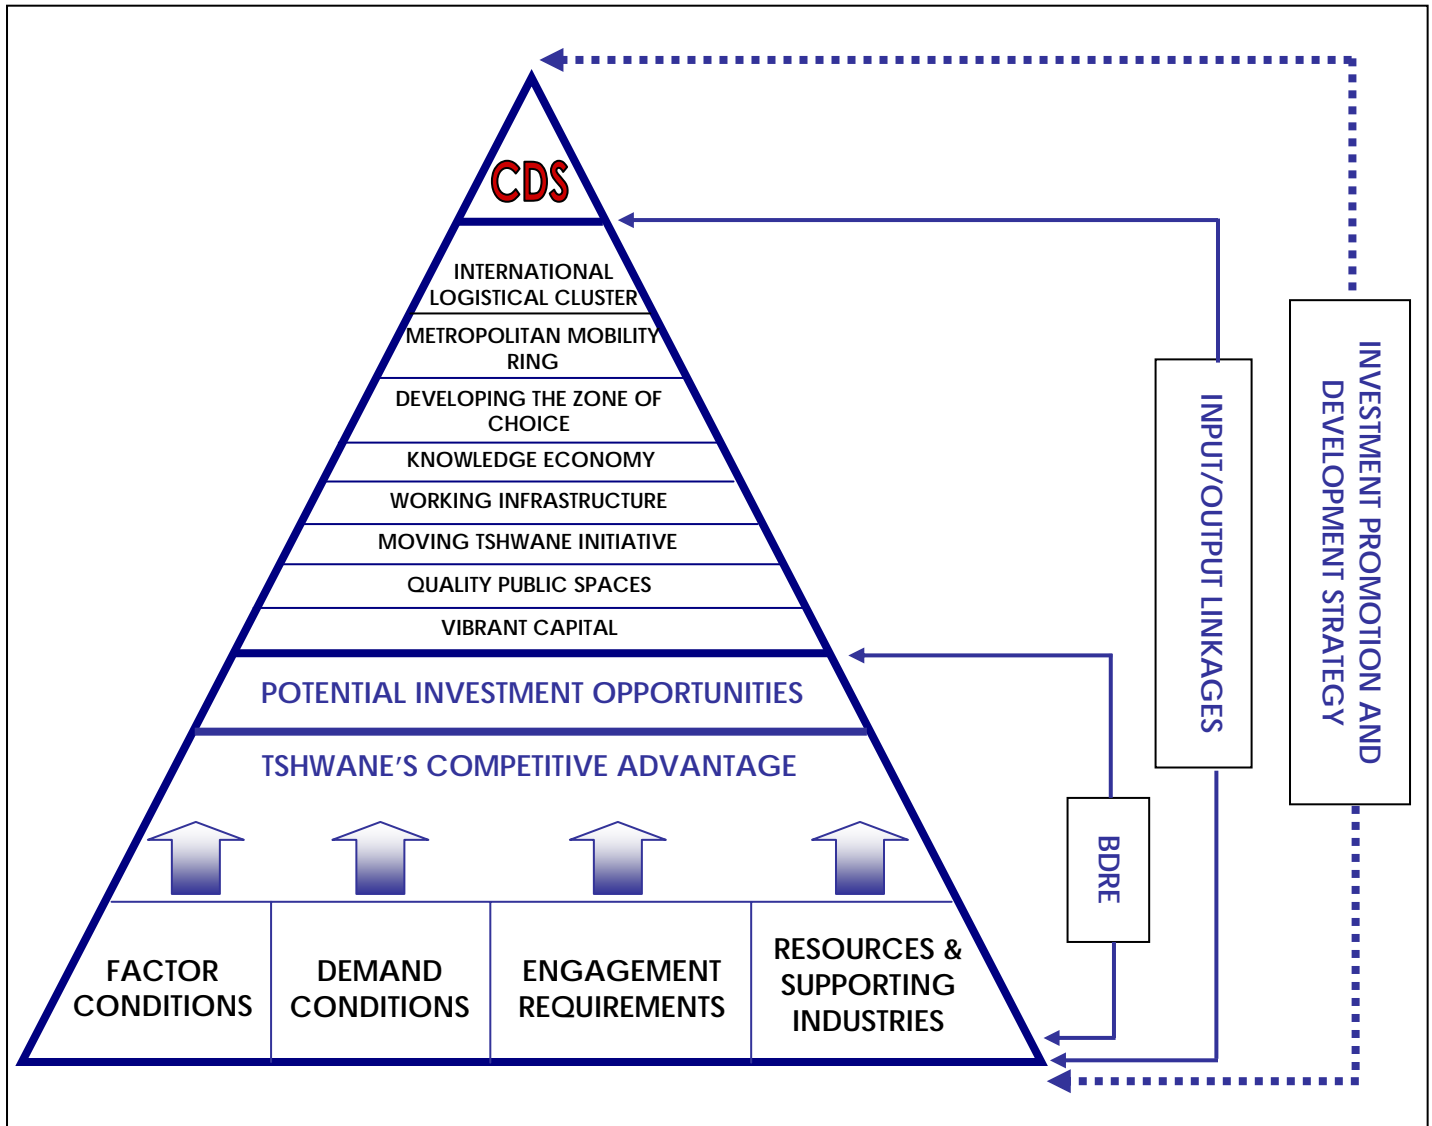 CDS
INTERNATIONAL
LOGISTICAL CLUSTER
METROPOLITAN MOBILITY
RING
DEVELOPING THE ZONE OF
CHOICE
KNOWLEDGE ECONOMY
WORKING INFRASTRUCTURE
MOVING TSHWANE INITIATIVE
QUALITY PUBLIC SPACES
VIBRANT CAPITAL
POTENTIAL INVESTMENT OPPORTUNITIES
TSHWANE'S COMPETITIVE ADVANTAGE
FACTOR
CONDITIONS
DEMAND
CONDITIONS
ENGAGEMENT
REQUIREMENTS
RESOURCES &
SUPPORTING
INDUSTRIES
BDRE
INPUT/OUTPUT LINKAGES
INVESTMENT PROMOTION AND
DEVELOPMENT STRATEGY